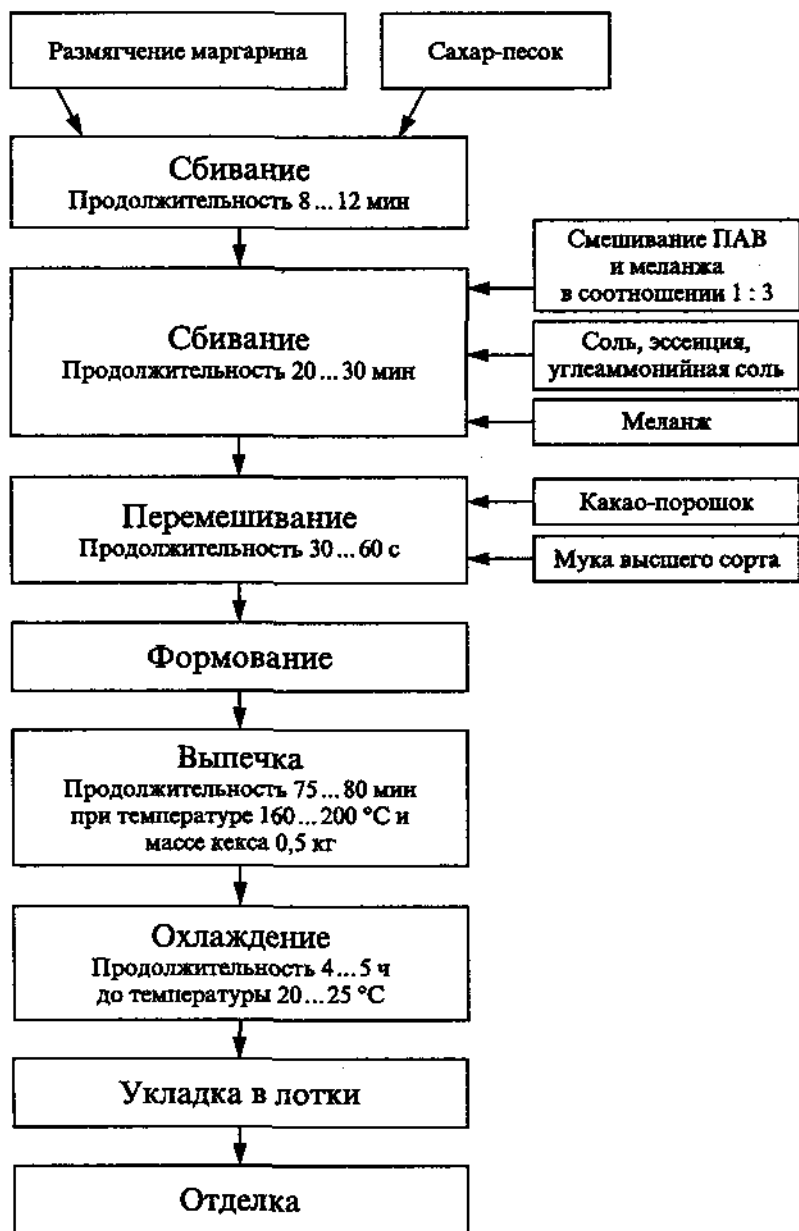 Размягчение маргарина
Сахар-песок
Сбивание
Продолжительность 8...12 мин
Смешивание ПАВ
и меланжа
в соотношении 1 : 3
Сбивание
Продолжительность 20...30 мин
Соль, эссенция,
углеаммонийная соль
Меланж
Перемешивание
Продолжительность 30...60 с
Какао-порошок
Мука высшего сорта
Формование
Выпечка
Продолжительность 75...80 мин
при температуре 160...200 °С и
массе кекса 0,5 кг
Охлаждение
Продолжительность 4...5 ч
до температуры 20...25 °С
Укладка в лотки
Отделка